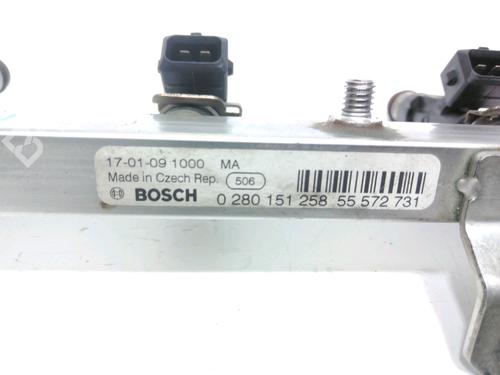 17-01-09 1000 MA
Made in Czech Rep. 506
BOSCH 0 280 151 258 55 572 731